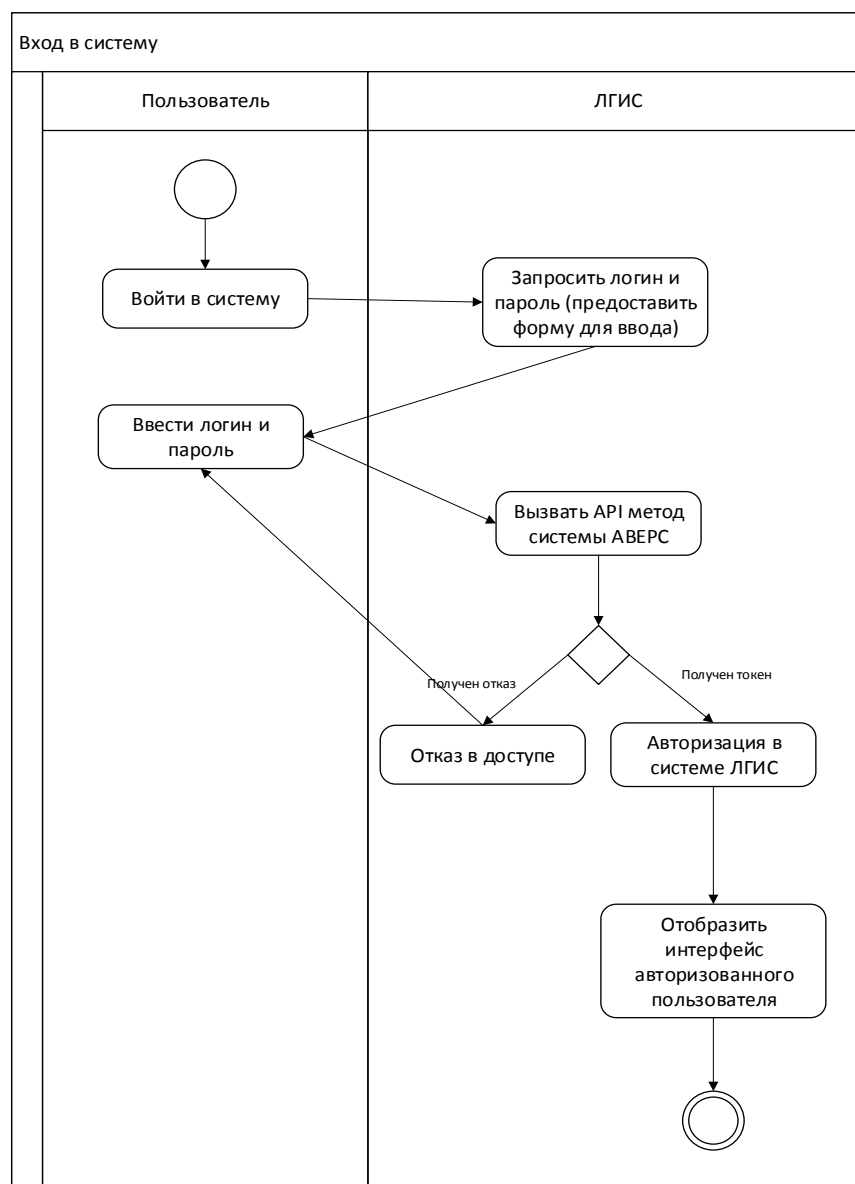 Вход в систему
Пользователь
ЛГИС
Войти в систему
Запросить логин и
пароль (предоставить
форму для ввода)
Ввести логин и
пароль
Вызвать API метод
системы АВЕРС
Получен отказ
Получен токен
Отказ в доступе
Авторизация в
системе ЛГИС
Отобразить
интерфейс
авторизованного
пользователя